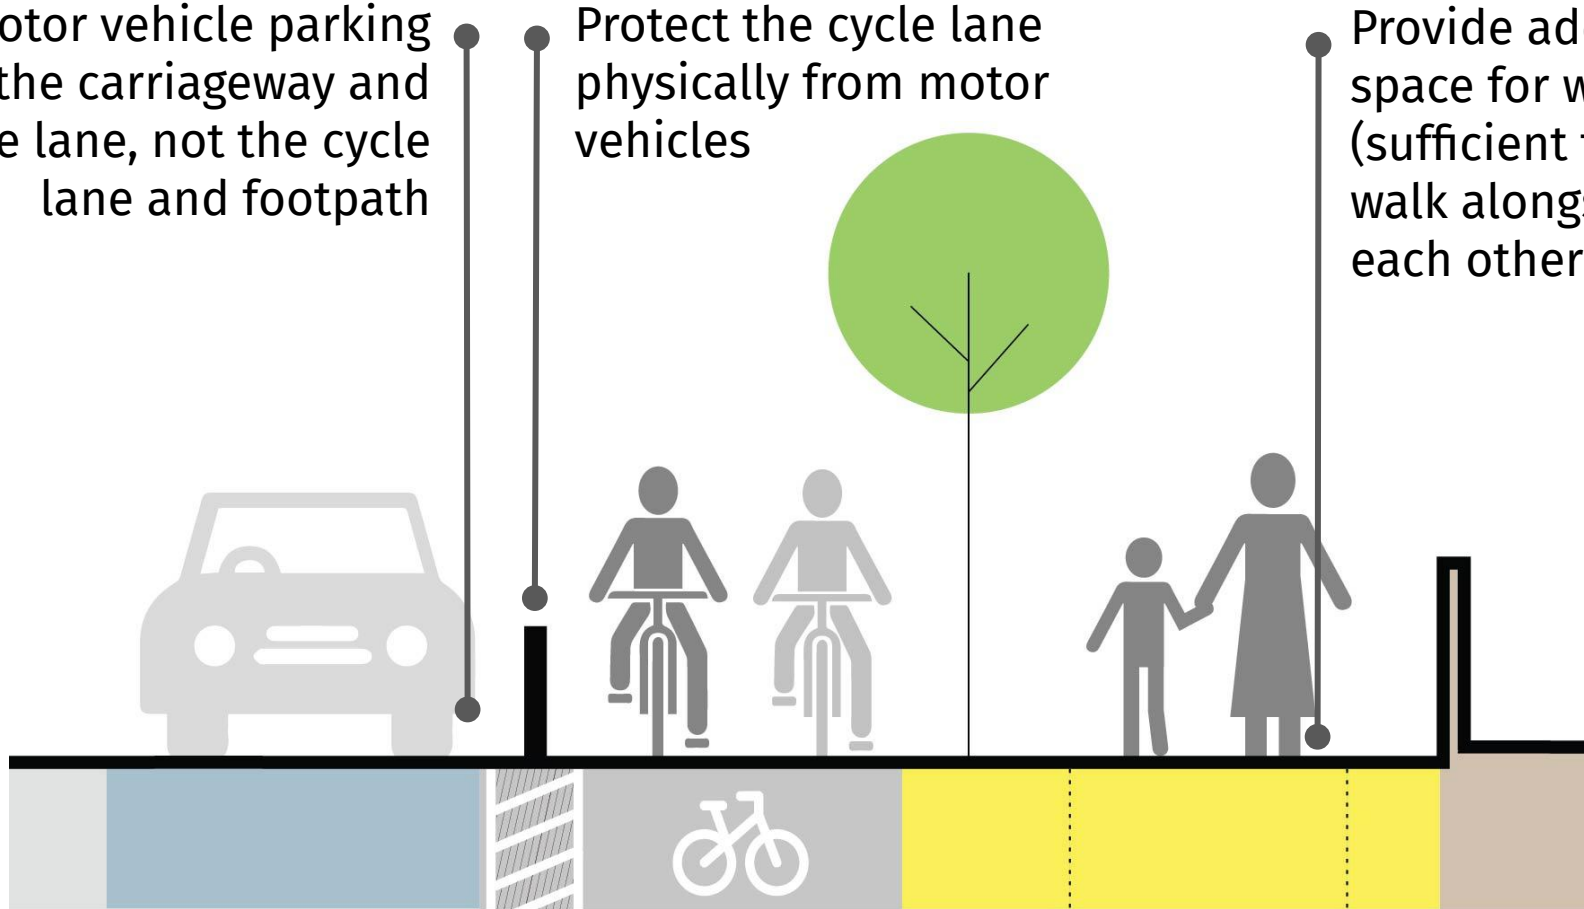 otor vehicle parking
the carriageway and
e lane, not the cycle
lane and footpath
Protect the cycle lane
physically from motor
vehicles
Provide ad
space for w
(sufficient
walk alongs
each other